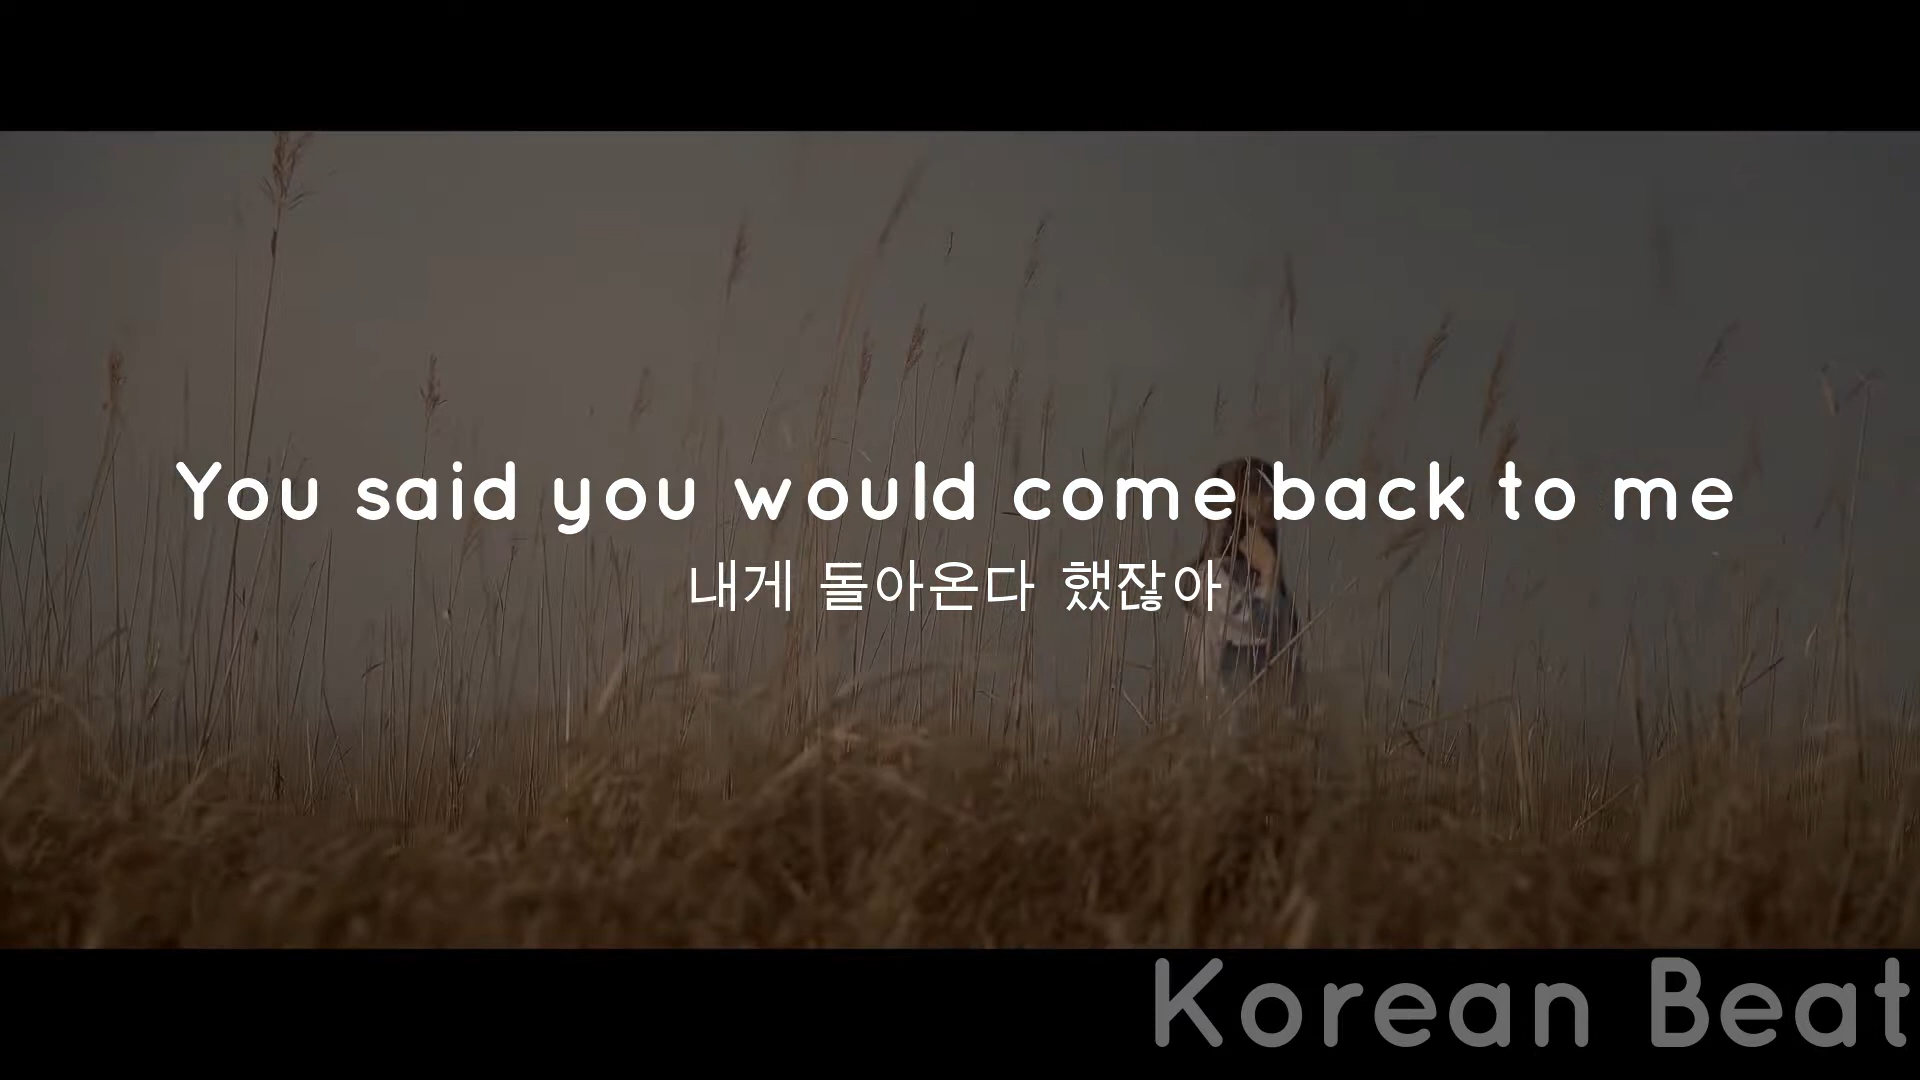 You said you would come back to me
내게 돌아온다 했잖아
Korean Beat